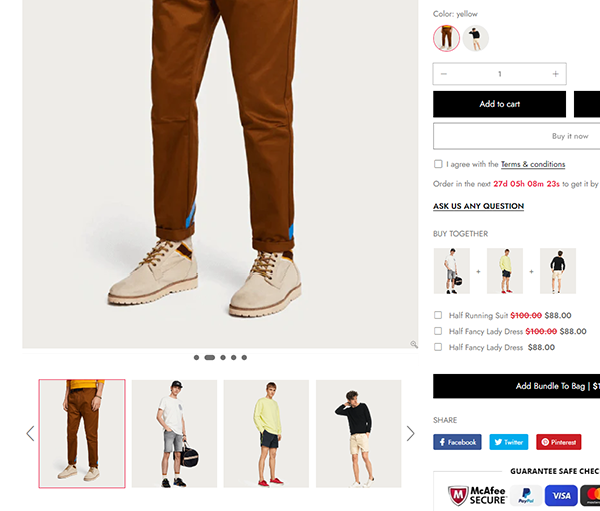 Color: yellow
1
Add to cart
Buy it now
I agree with the Terms & conditions
Order in the next 27d 05h 08m 23s to get it by
ASK US ANY QUESTION
BUY TOGETHER
+ +
Half Running Suit $100.00 $88.00
Half Fancy Lady Dress $100.00 $88.00
Half Fancy Lady Dress $88.00
Add Bundle To Bag |
SHARE
Facebook Twitter Pinterest
GUARANTEE SAFE CHEC
McAfee SECURE PayPal VISA